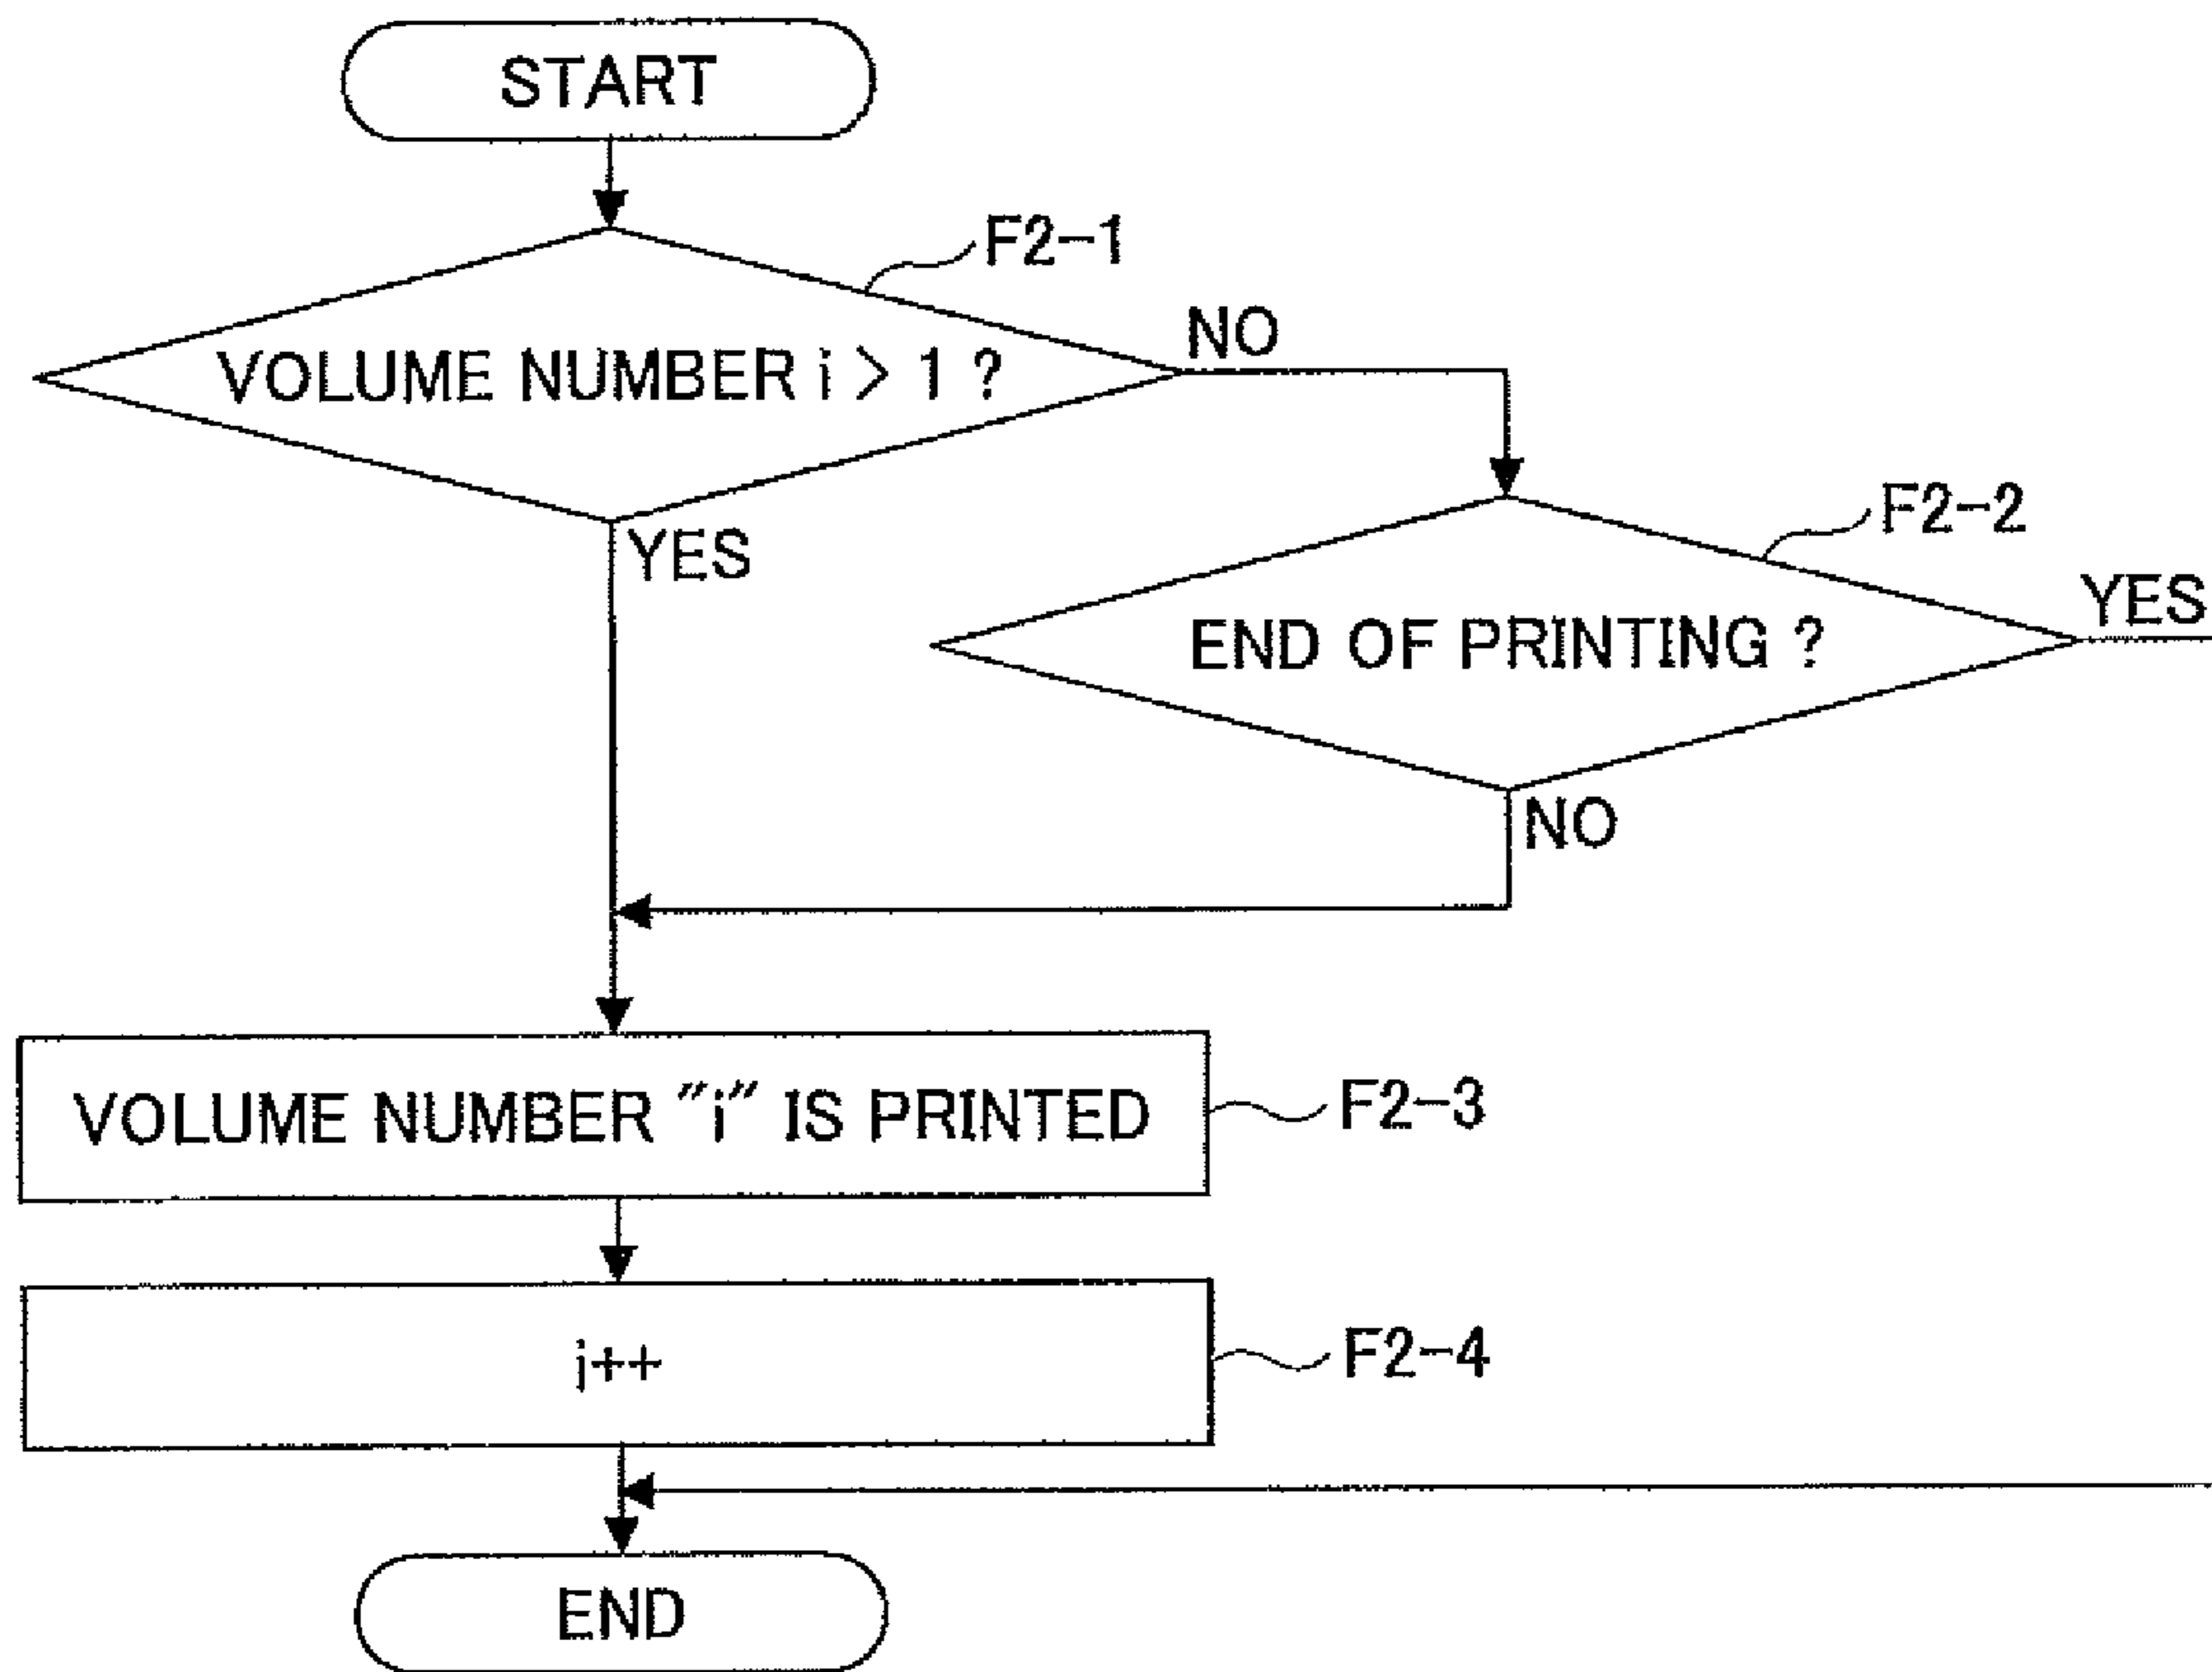 START
F2-1
VOLUME NUMBER i > 1 ?
NO
YES
F2-2
END OF PRINTING ?
YES
NO
VOLUME NUMBER "i" IS PRINTED
F2-3
j++
F2-4
END